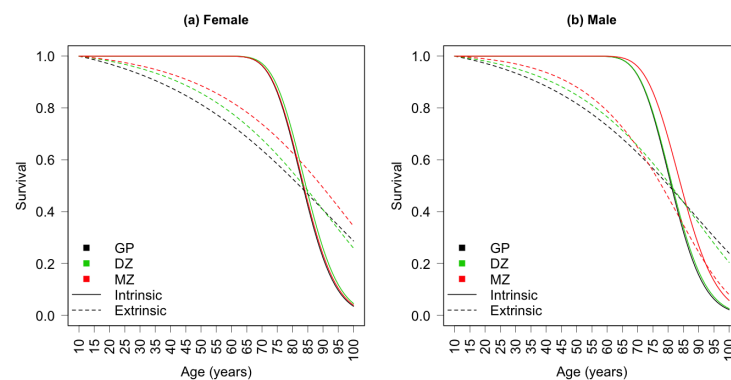 (a) Female
1.0
0.8
0.6
0.4
0.2
0.0
Survival
GP
DZ
MZ
Intrinsic
Extrinsic
10 15 20 25 30 35 40 45 50 55 60 65 70 75 80 85 90 95 100
Age (years)
(b) Male
1.0
0.8
0.6
0.4
0.2
0.0
Survival
GP
DZ
MZ
Intrinsic
Extrinsic
10 15 20 25 30 35 40 45 50 55 60 65 70 75 80 85 90 95 100
Age (years)